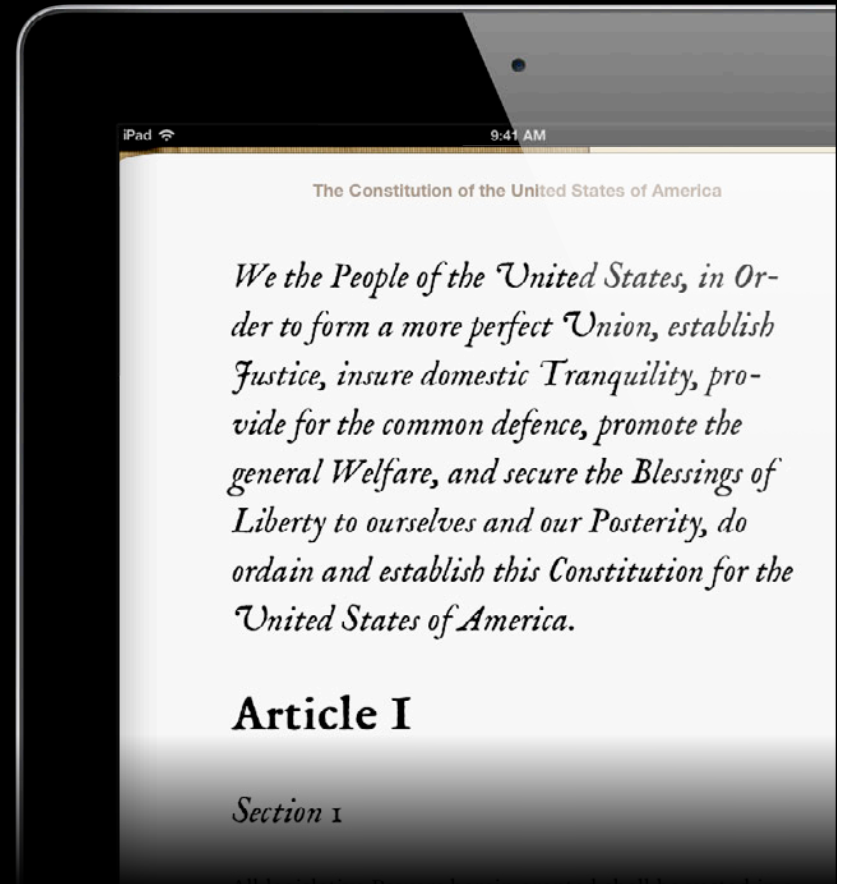 iPad
9:41 AM
The Constitution of the United States of America
We the People of the United States, in Or-
der to form a more perfect Union, establish
Justice, insure domestic Tranquility, pro-
vide for the common defence, promote the
general Welfare, and secure the Blessings of
Liberty to ourselves and our Posterity, do
ordain and establish this Constitution for the
United States of America.
Article I
Section 1